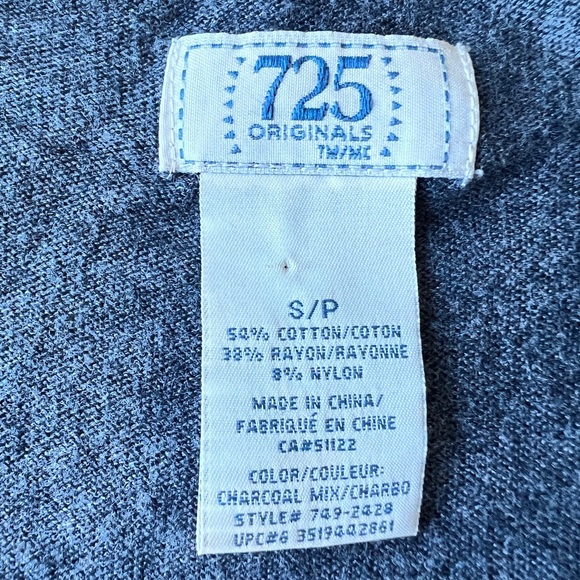 725
ORIGINALS
TM/MC
S/P
54% COTTON/COTON
38% RAYON/RAYONNE
8% NYLON
MADE IN CHINA/
FABRIQUÉ EN CHINE
CA#51122
COLOR/COULEUR:
CHARCOAL MIX/CHARBO
STYLE# 749-2428
UPC#6 3519442861